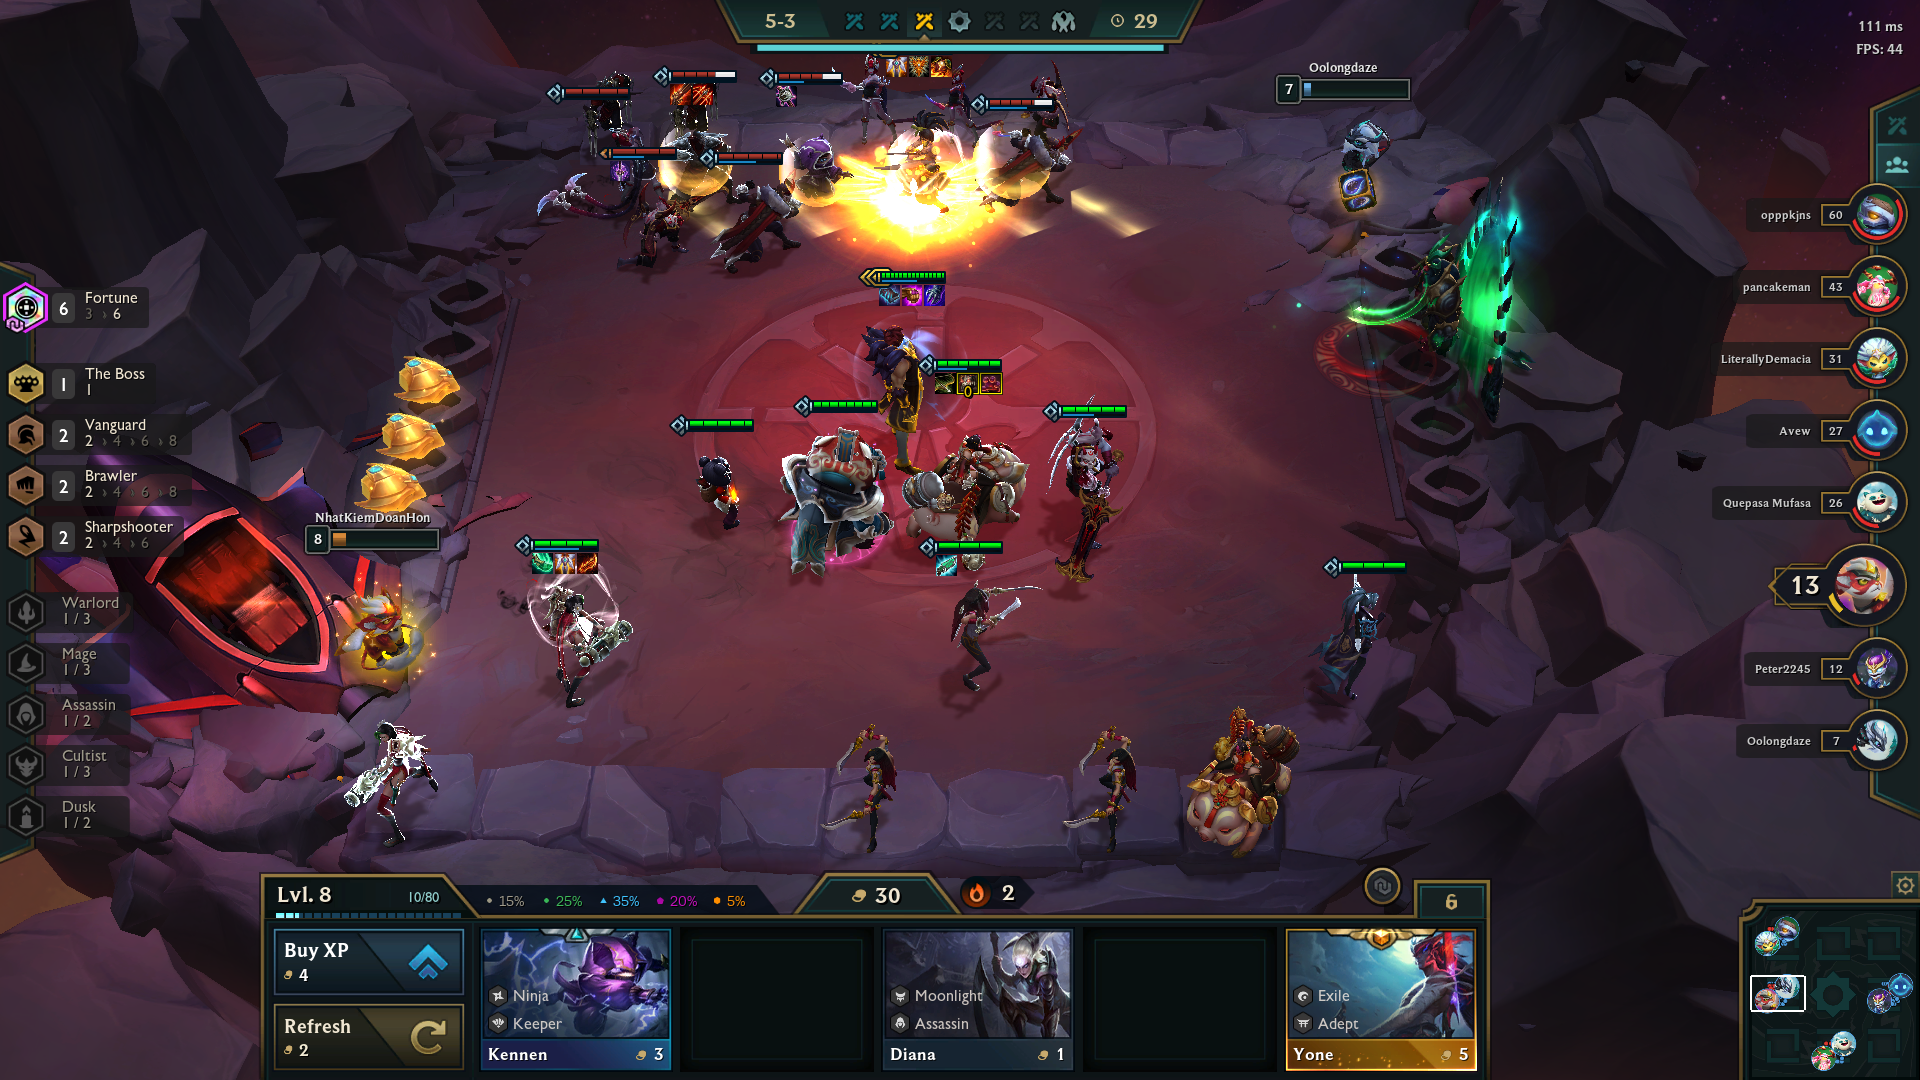 5-3
29
111 ms
FPS: 44
Oolongdaze
7
opppkjns
60
6
Fortune
3 › 6
pancakeman
43
1
The Boss
1
LiterallyDemacia
31
2
Vanguard
2 › 4 › 6 › 8
Avew
27
2
Brawler
2 › 4 › 6 › 8
Quepasa Mufasa
26
2
Sharpshooter
2 › 4 › 6
NhatKiemDoanHon
8
0
13
Warlord
1 / 3
Mage
1 / 3
Peter2245
12
Assassin
1 / 2
Oolongdaze
7
Cultist
1 / 3
Dusk
1 / 2
Lvl. 8
10/80
15%
25%
35%
20%
5%
30
2
6
Buy XP
4
Refresh
2
Ninja
Keeper
Kennen
3
Moonlight
Assassin
Diana
1
Exile
Adept
Yone
5